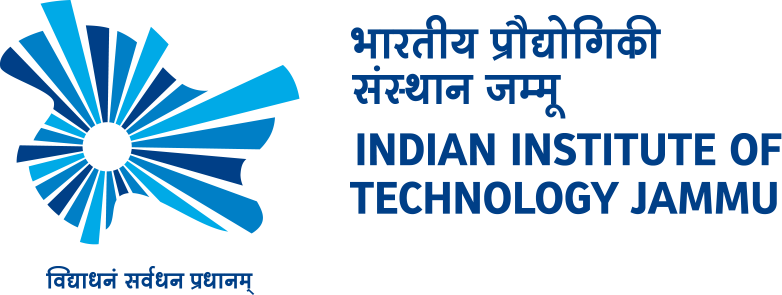 भारतीय प्रौद्योगिकी
संस्थान जम्मू
INDIAN INSTITUTE OF
TECHNOLOGY JAMMU
विद्याधनं सर्वधन प्रधानम्